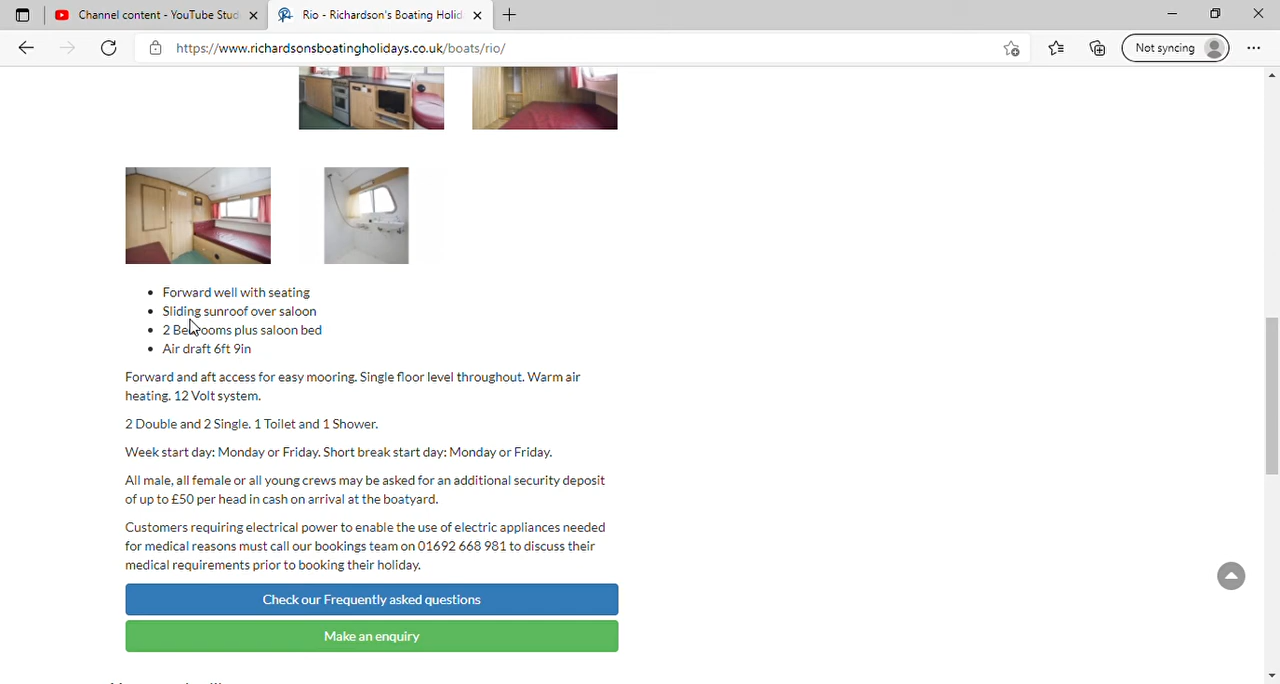 Channel content - YouTube Stud
Rio - Richardson's Boating Holid
https://www.richardsonsboatingholidays.co.uk/boats/rio/
Not syncing
Forward well with seating
Sliding sunroof over saloon
2 Bedrooms plus saloon bed
Air draft 6ft 9in
Forward and aft access for easy mooring. Single floor level throughout. Warm air
heating. 12 Volt system.
2 Double and 2 Single. 1 Toilet and 1 Shower.
Week start day: Monday or Friday. Short break start day: Monday or Friday.
All male, all female or all young crews may be asked for an additional security deposit
of up to £50 per head in cash on arrival at the boatyard.
Customers requiring electrical power to enable the use of electric appliances needed
for medical reasons must call our bookings team on 01692 668 981 to discuss their
medical requirements prior to booking their holiday.
Check our Frequently asked questions
Make an enquiry